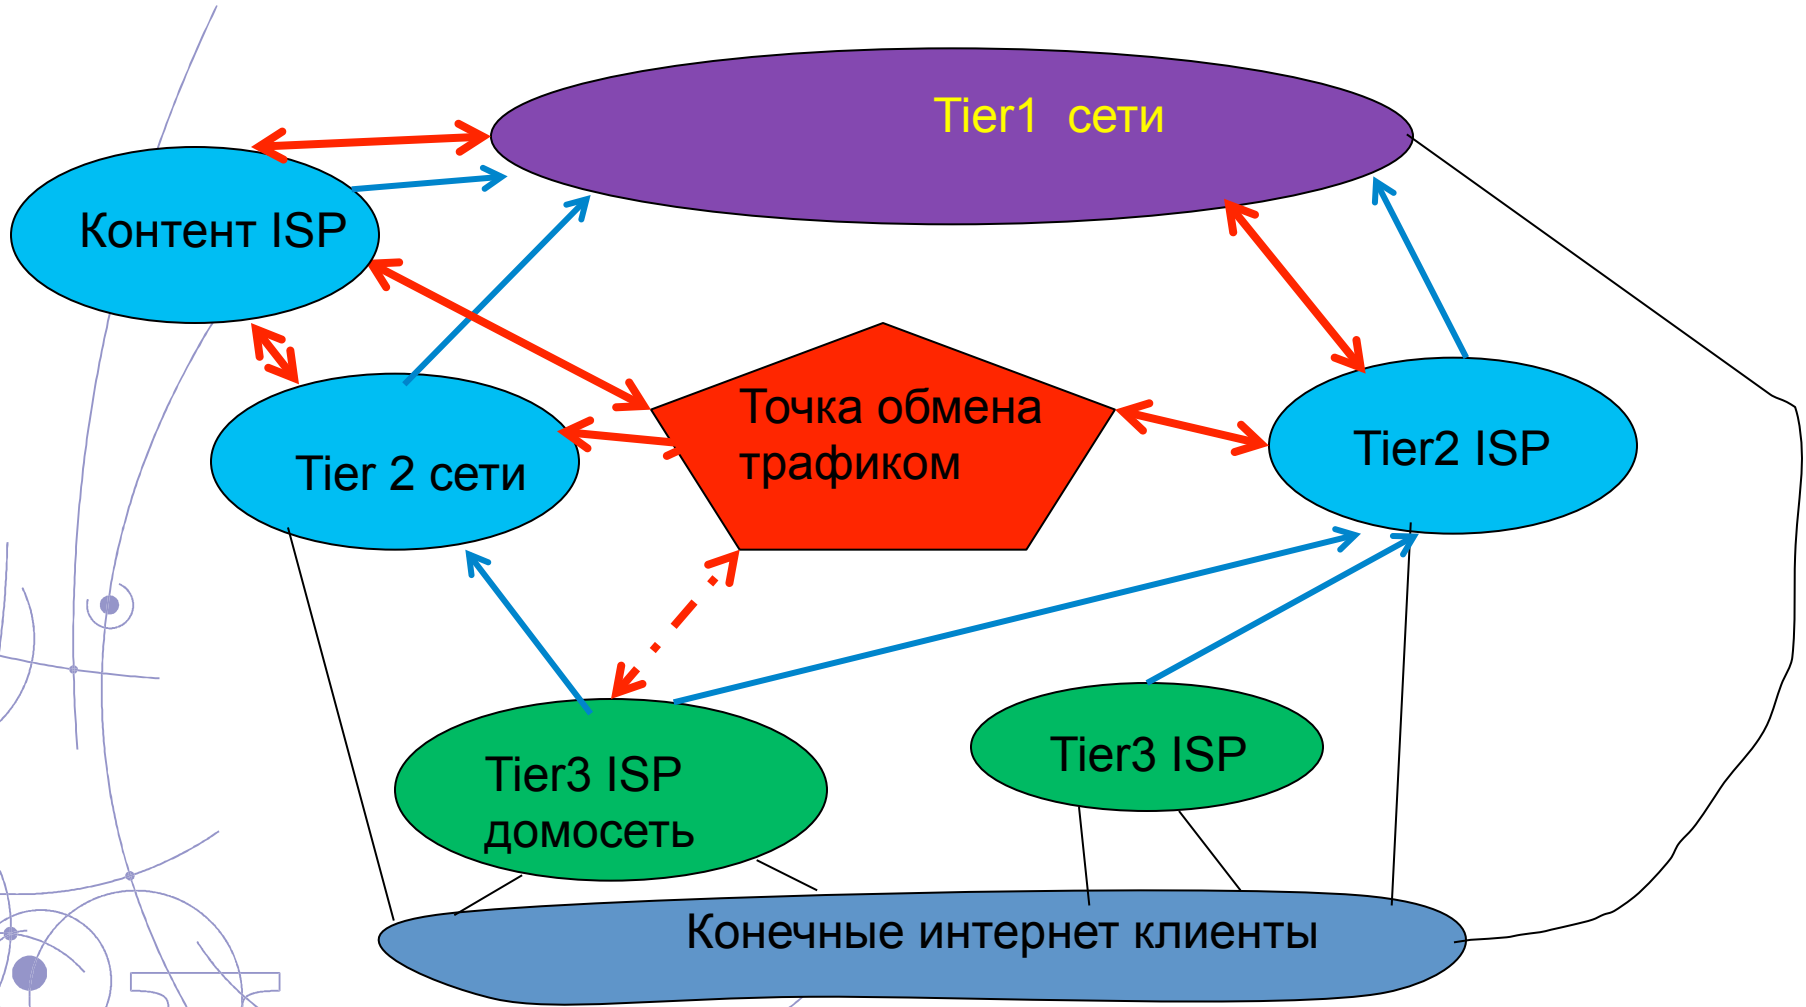 Tier1 сети
Контент ISP
Точка обмена
трафиком
Tier2 ISP
Tier 2 сети
Tier3 ISP
домосеть
Tier3 ISP
Конечные интернет клиенты